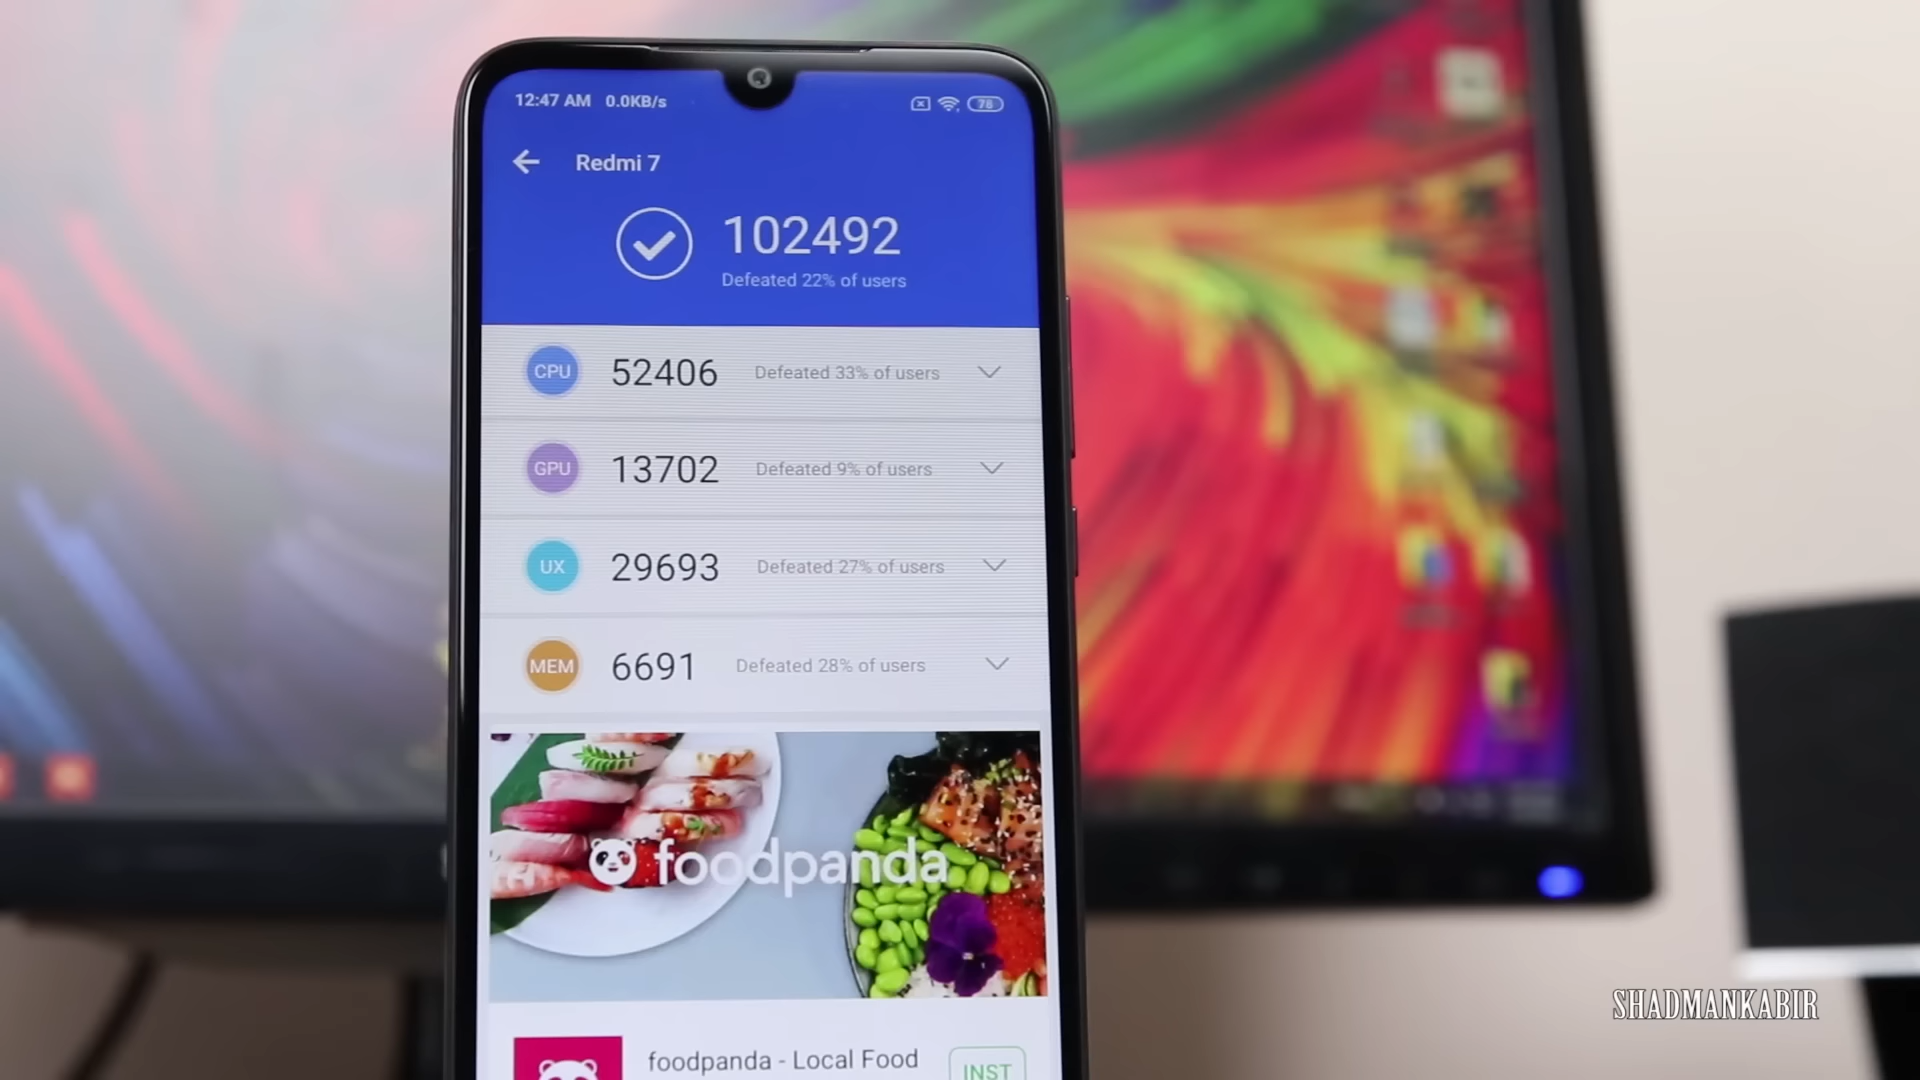 12:47 AM 0.0KB/s 78
Redmi 7
102492
Defeated 22% of users
CPU 52406 Defeated 33% of users
GPU 13702 Defeated 9% of users
UX 29693 Defeated 27% of users
MEM 6691 Defeated 28% of users
foodpanda
foodpanda - Local Food
INST
SHADMANKABIR